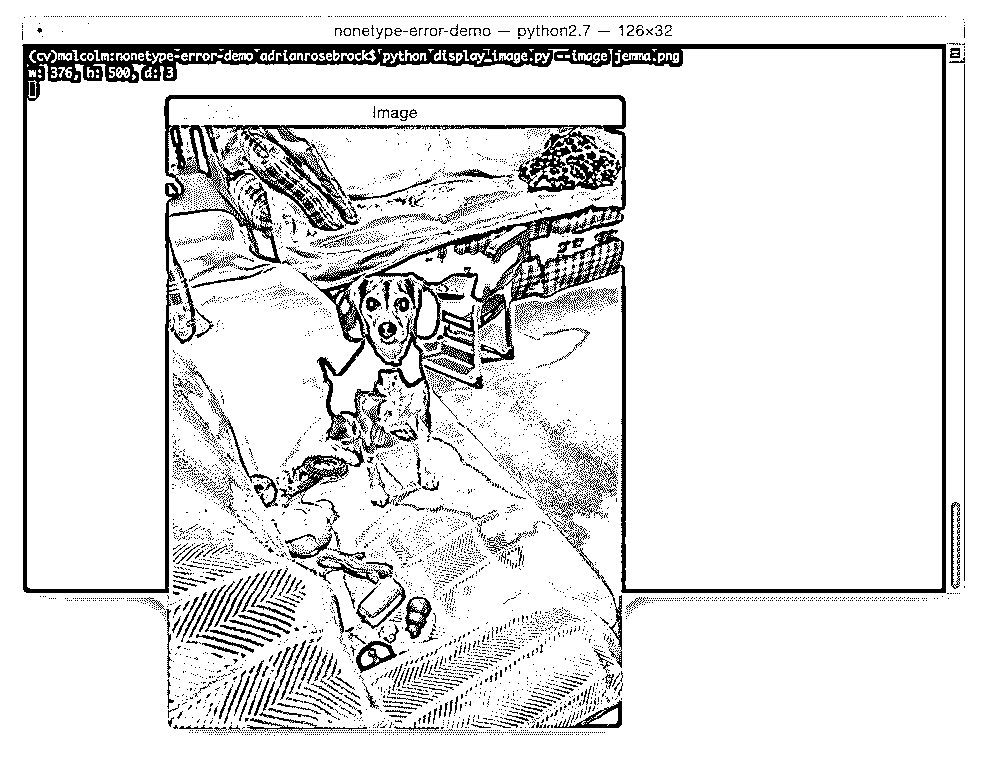 nonetype-error-demo — python2.7 — 126×32
(cv)malcolm:nonetype-error-demo adrianrosebrock$ python display_image.py --image jemma.png
w: 376, h: 500, d: 3
Image